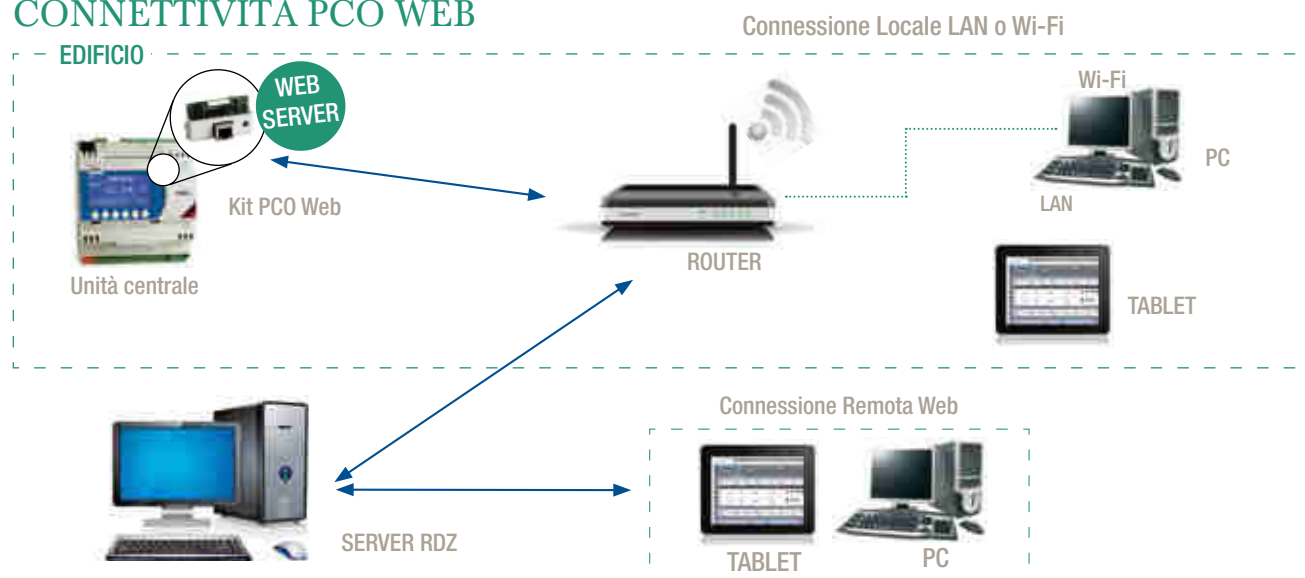 CONNETTIVITÀ PCO WEB
Connessione Locale LAN o Wi-Fi
EDIFICIO
WEB
SERVER
Wi-Fi
PC
Kit PCO Web
LAN
ROUTER
Unità centrale
TABLET
Connessione Remota Web
SERVER RDZ
TABLET
PC